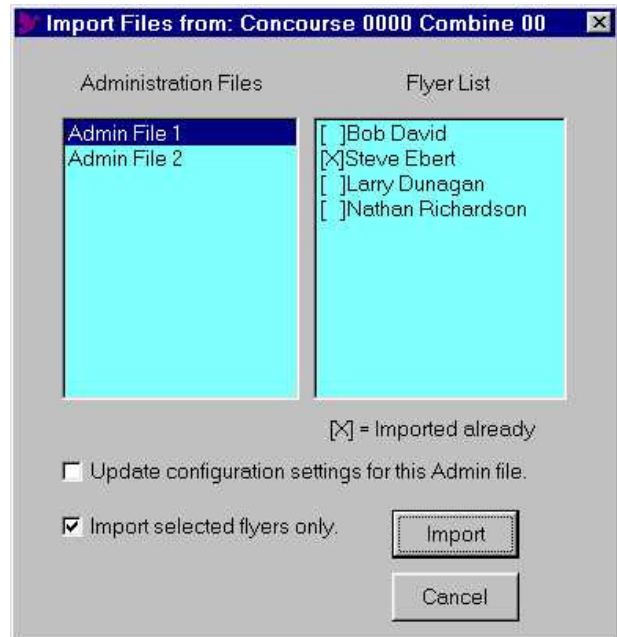 Import Files from: Concourse 0000 Combine 00
Administration Files
Flyer List
Admin File 1
Admin File 2
[ ]Bob David
[X]Steve Ebert
[ ]Larry Dunagan
[ ]Nathan Richardson
[X] = Imported already
Update configuration settings for this Admin file.
Import selected flyers only.
Import
Cancel